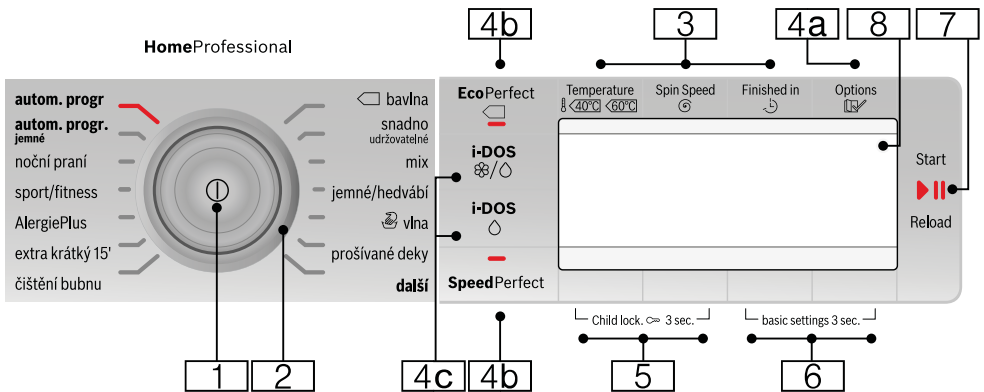 4b
3
4a
8
7
HomeProfessional
autom. progr
autom. progr.
jemné
noční praní
sport/fitness
AlergiePlus
extra krátký 15'
čištění bubnu
bavlna
snadno
udržovatelné
mix
jemné/hedvábí
vlna
prošívané deky
další
EcoPerfect
i-DOS
i-DOS
SpeedPerfect
Temperature
40°C 60°C
Spin Speed
Finished in
Options
Start
Reload
Child lock. 3 sec.
basic settings 3 sec.
1
2
4c
4b
5
6